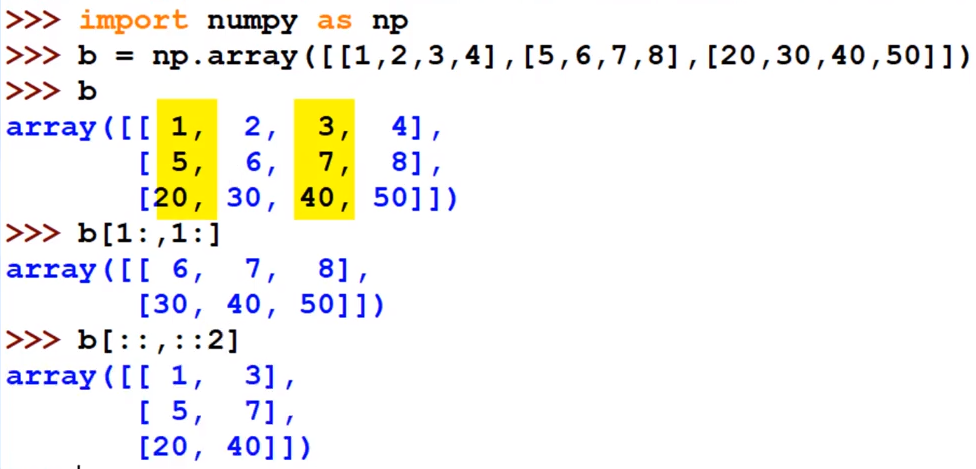 >>> import numpy as np
>>> b = np.array([[1,2,3,4],[5,6,7,8],[20,30,40,50]])
>>> b
array([[ 1,  2,  3,  4],
       [ 5,  6,  7,  8],
       [20, 30, 40, 50]])
>>> b[1:,1:]
array([[ 6,  7,  8],
       [30, 40, 50]])
>>> b[::,::2]
array([[ 1,  3],
       [ 5,  7],
       [20, 40]])